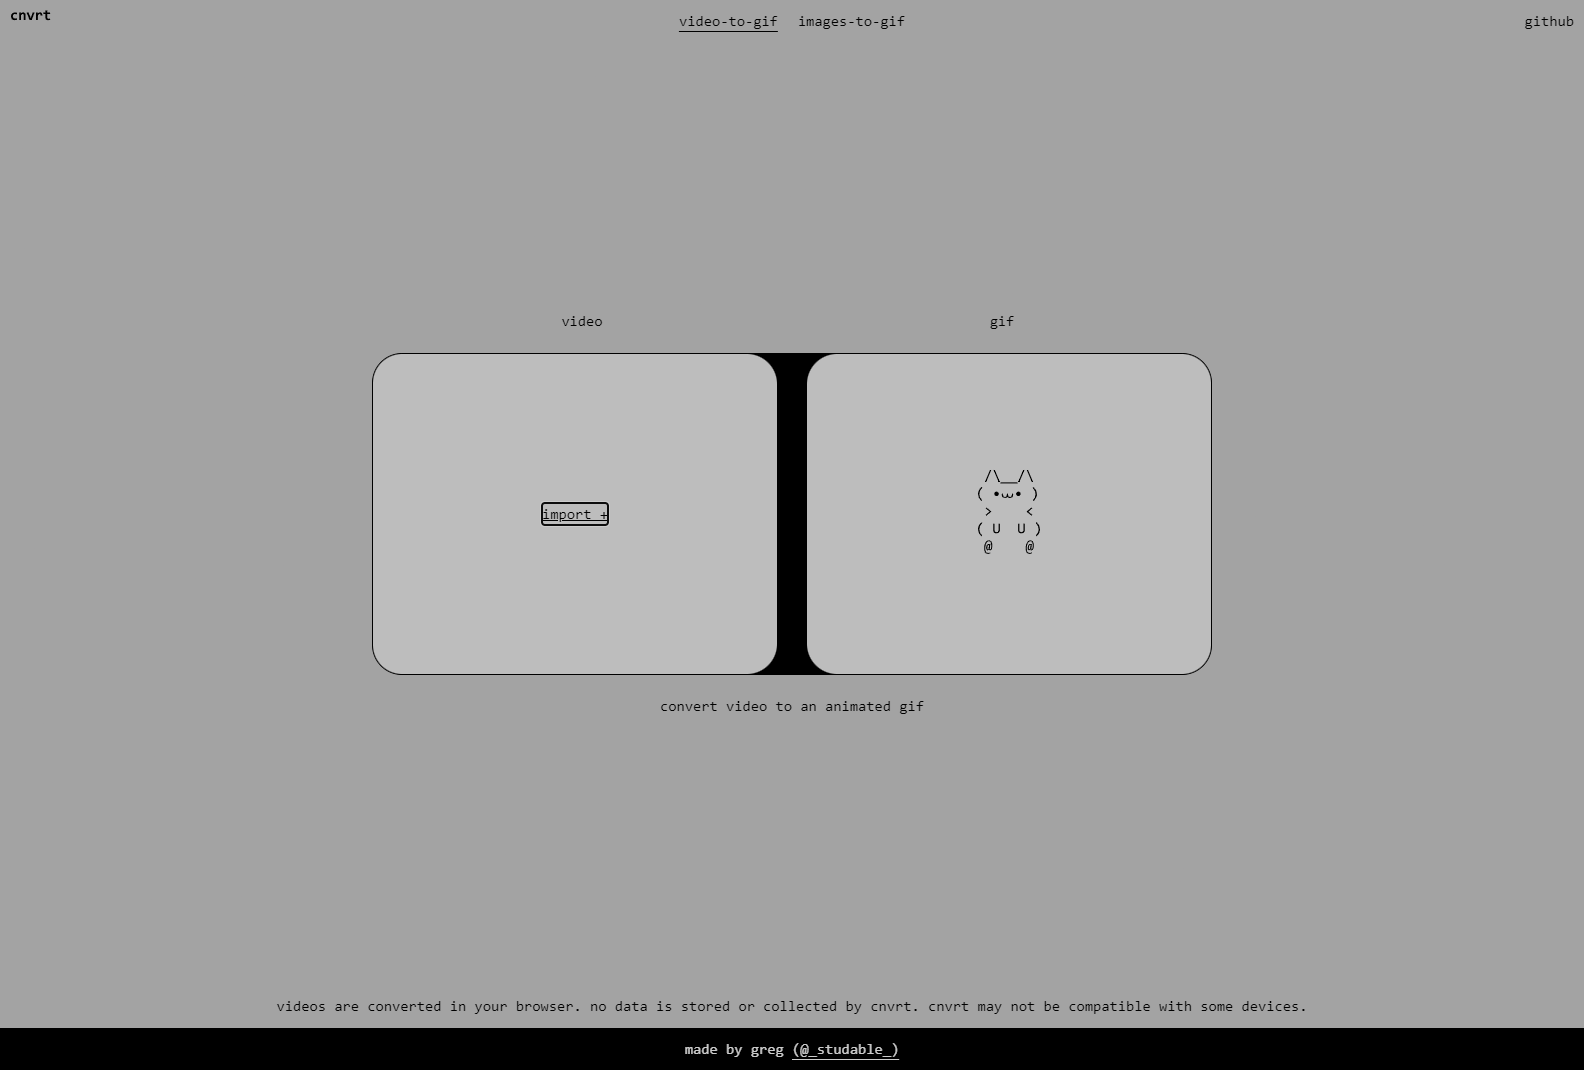 cnvrt
video-to-gif images-to-gif
github
video
gif
import +
/\__/\
( •ω• )
>    <
( U  U )
@    @
convert video to an animated gif
videos are converted in your browser. no data is stored or collected by cnvrt. cnvrt may not be compatible with some devices.
made by greg (@_studable_)